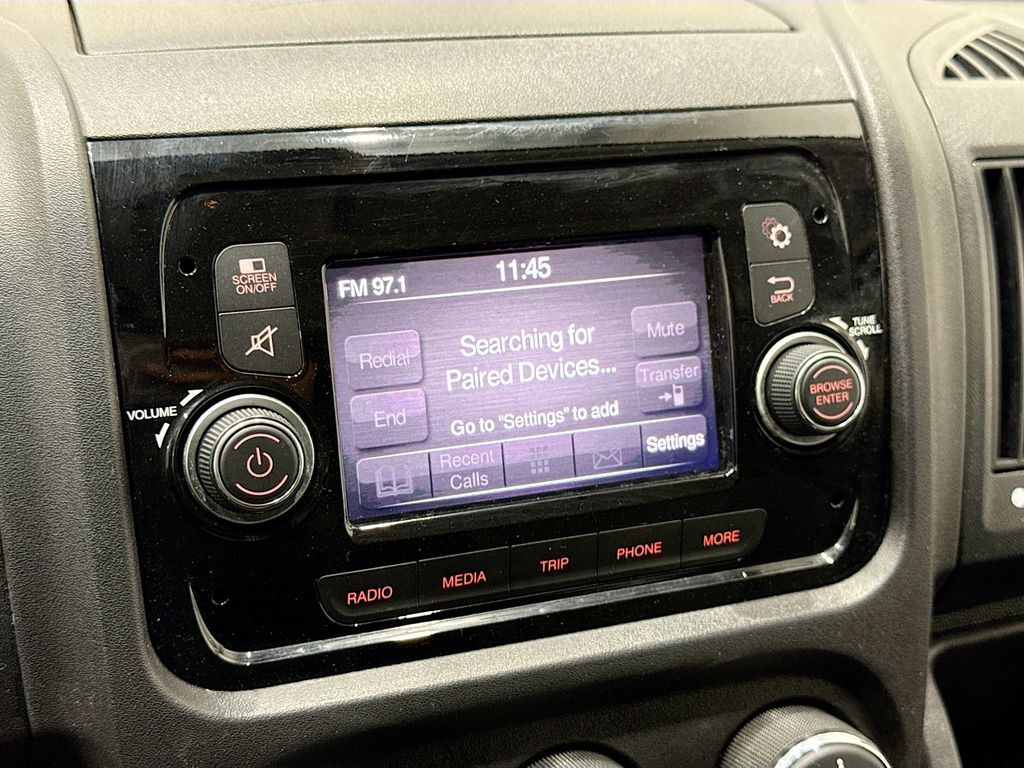 FM 97.1
11:45
SCREEN
ON/OFF
BACK
VOLUME
TUNE
SCROLL
BROWSE
ENTER
Redial
Searching for
Paired Devices...
Mute
Transfer
End
Go to "Settings" to add
Recent
Calls
Settings
RADIO
MEDIA
TRIP
PHONE
MORE